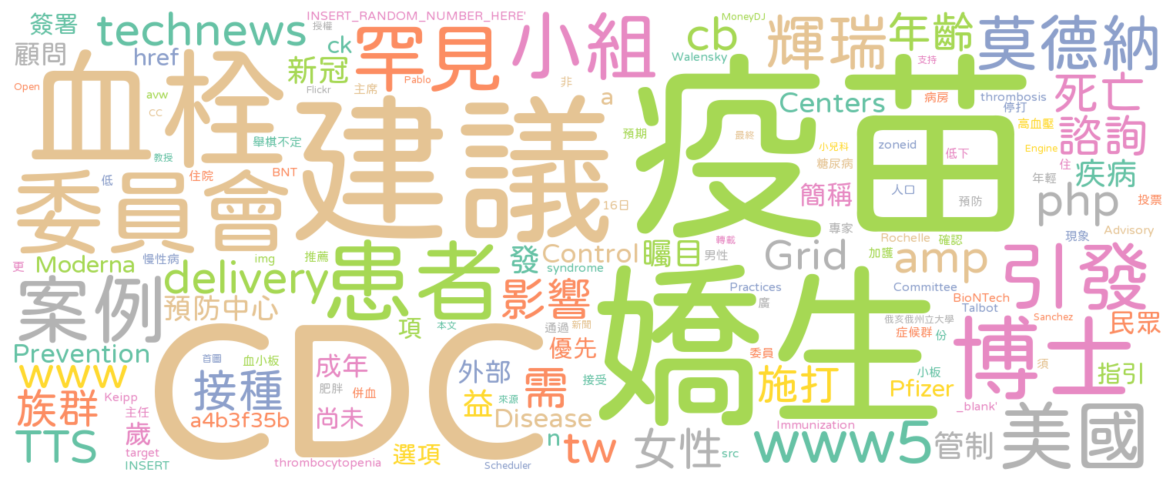 INSERT_RANDOM_NUMBER_HERE'
MoneyDJ
授權
簽署
technews
ck
罕見
小組
cb
輝瑞
年齡
莫德納
顧問
href
新冠
Flickr
Pablo
主席
非
a
Walensky
支持
Open
avw
CC
血栓
建議
疫苗
Centers
病房
thrombosis
停打
死亡
舉棋不定
教授
預期
最終
小兒科
糖尿病
高血壓
Engine
zoneid
低下
諮詢
委員會
低
住院
BNT
16日
簡稱
人口
預防
住
年輕
疾病
php
投票
專家
轉載
男性
Rochelle
確認
現象
Advisory
更
Moderna
慢性病
img
推薦
delivery
患者
發
Control
syndrome
矚目
Grid
加護
amp
引發
案例
預防中心
項
影響
通過
嬌生
Practices
廣
Committee
BioNTech
Talbot
Sanchez
俄亥俄州立大學
症候群
份
民眾
本文
新聞
優先
Prevention
首圖
血小板
CDC
成年
肥胖
併血
外部
來源
接受
需
委員
施打
小板
博士
須
指引
www
Keipp
族群
接種
主任
a4b3f35b
尚未
益
Disease
Pfizer
_blank'
TTS
歲
target
INSERT
thrombocytopenia
選項
n
tw
Scheduler
女性
src
Immunization
www5
管制
美國